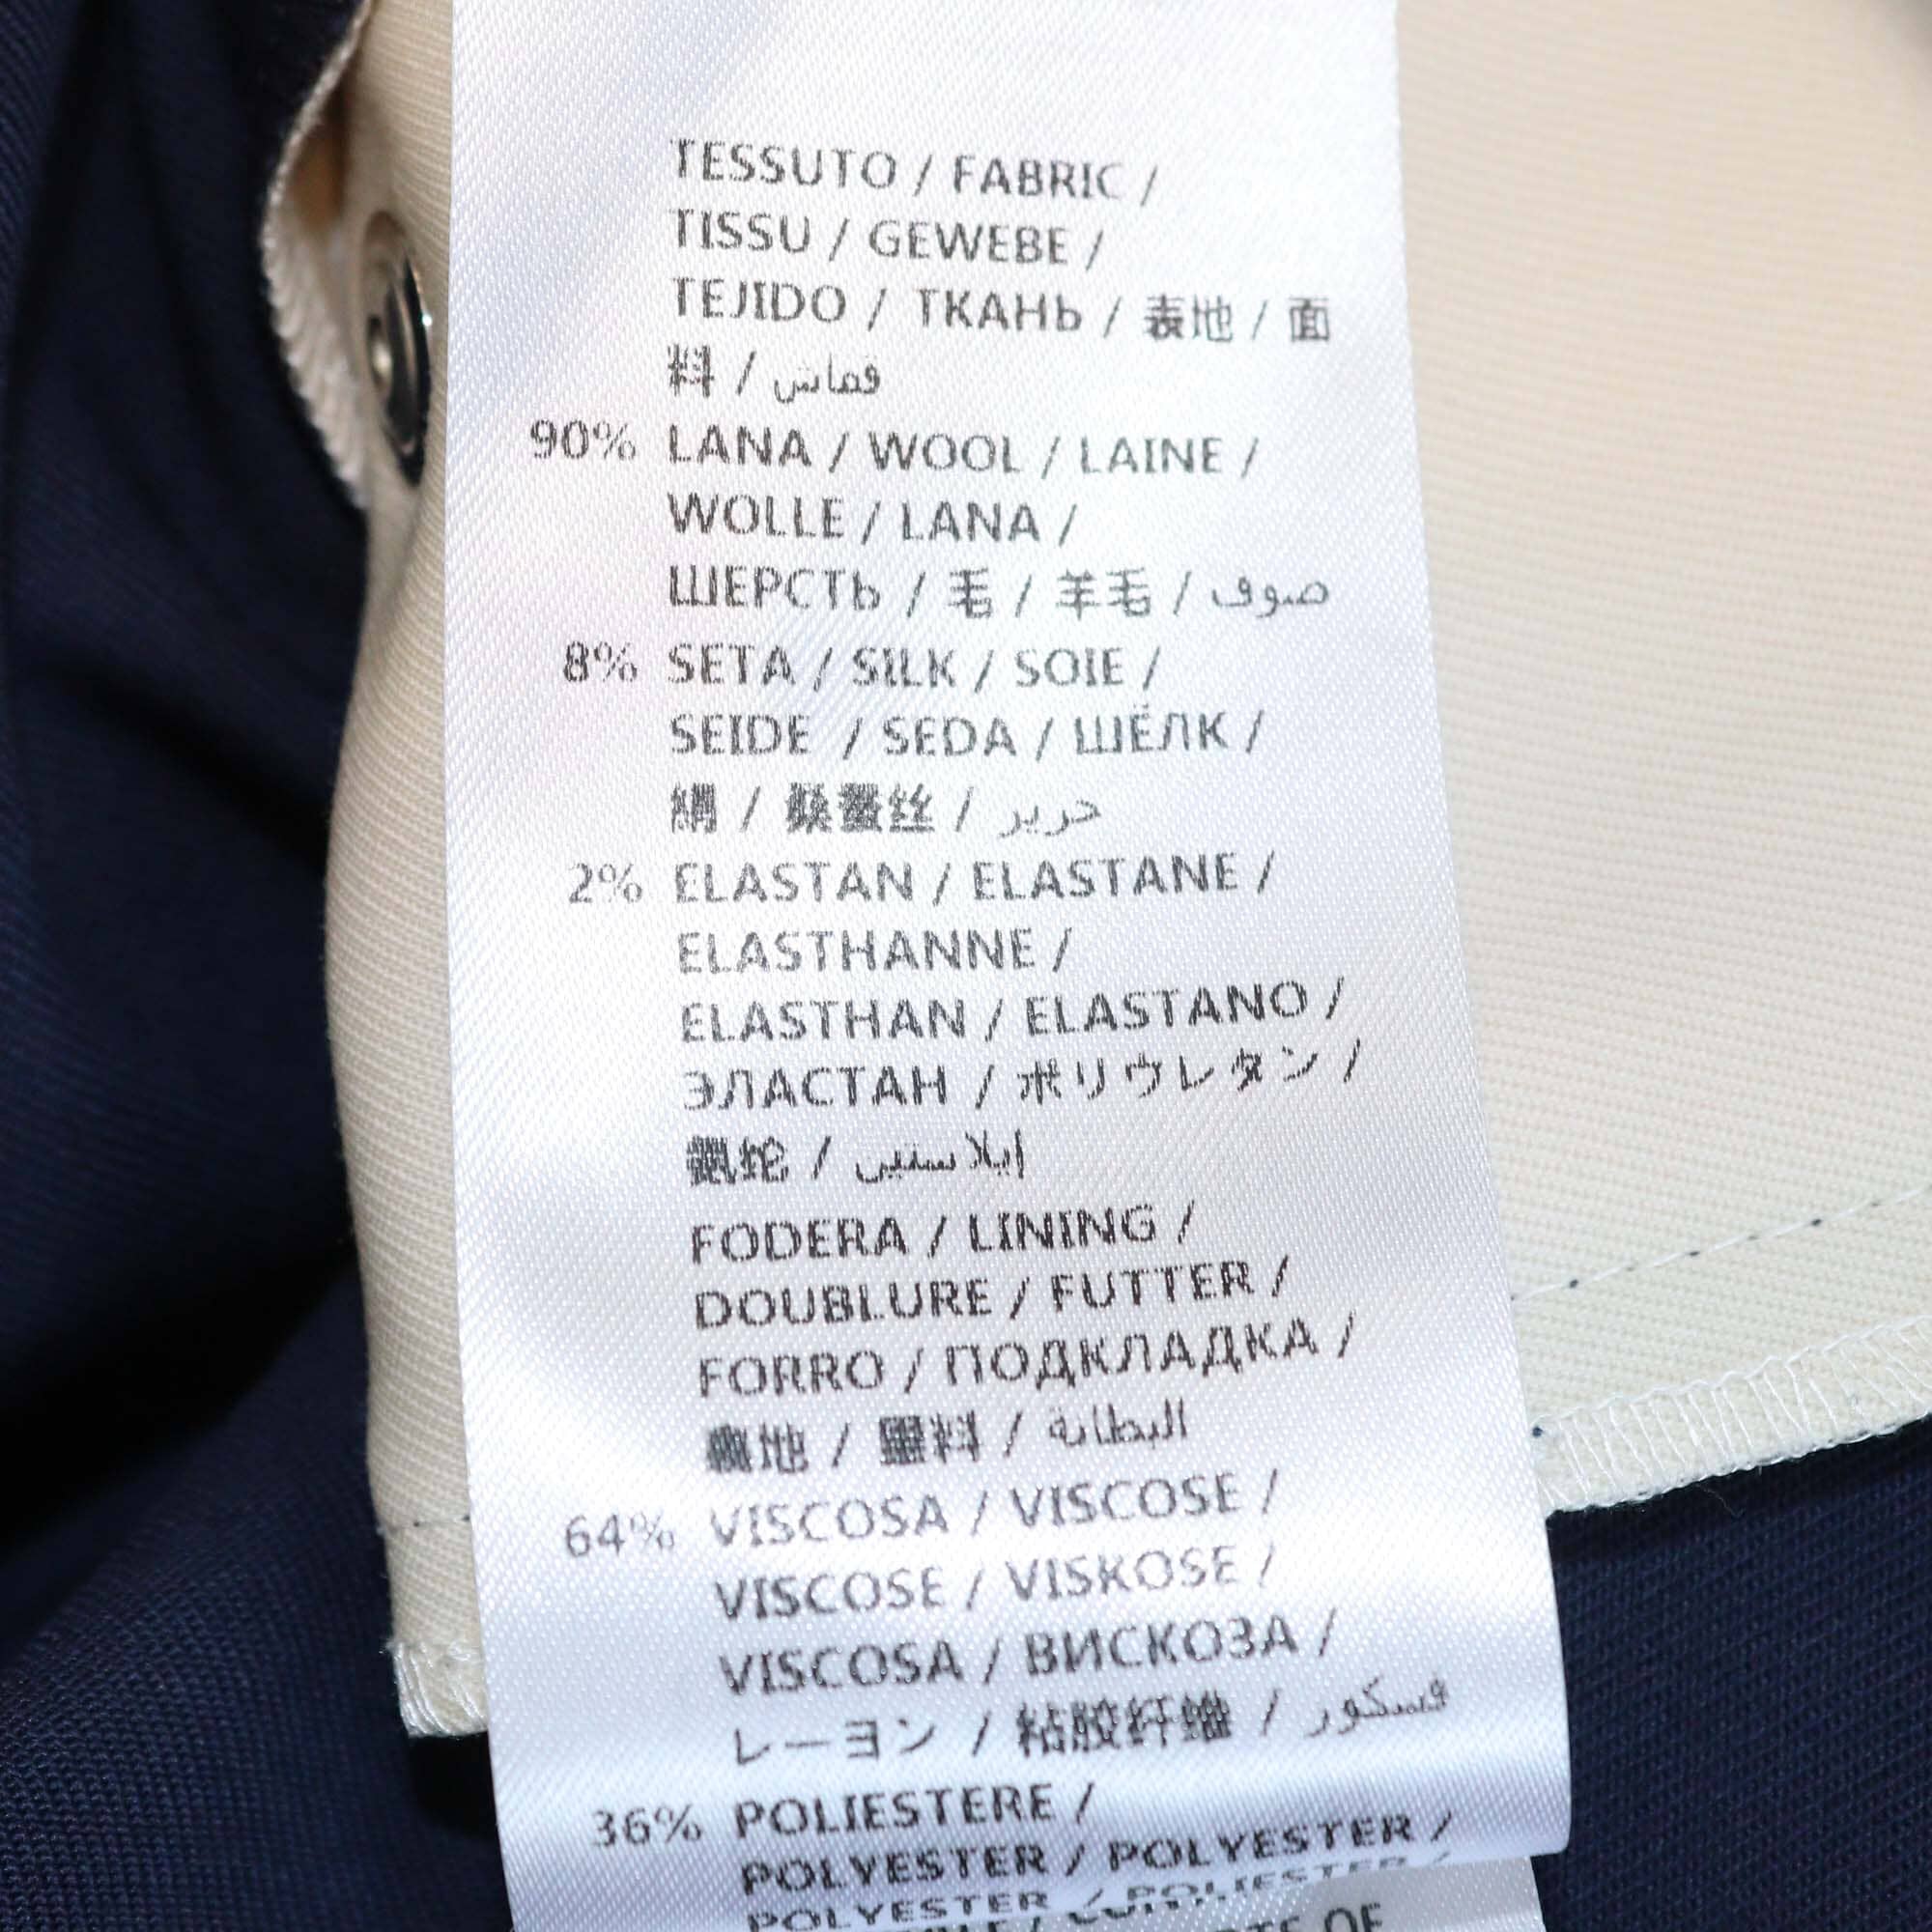 TESSUTO / FABRIC /
TISSU / GEWEBE /
TEJIDO / ТКАНЬ / 表地 / 面
料 / قماش
90% LANA / WOOL / LAINE /
WOLLE / LANA /
ШЕРСТЬ / 毛 / 羊毛 / صوف
8% SETA / SILK / SOIE /
SEIDE / SEDA / ШЁЛК /
絹 / 桑蚕丝 / حرير
2% ELASTAN / ELASTANE /
ELASTHANNE /
ELASTHAN / ELASTANO /
ЭЛАСТАН / ポリウレタン /
氨纶 / إيلاستين
FODERA / LINING /
DOUBLURE / FUTTER /
FORRO / ПОДКЛАДКА /
裏地 / 里料 / البطانة
64% VISCOSA / VISCOSE /
VISCOSE / VISKOSE /
VISCOSA / ВИСКОЗА /
レーヨン / 粘胶纤维 / فسكور
36% POLIESTERE /
POLYESTER / POLYESTER /
POLYESTER / POLIESTER /
OF